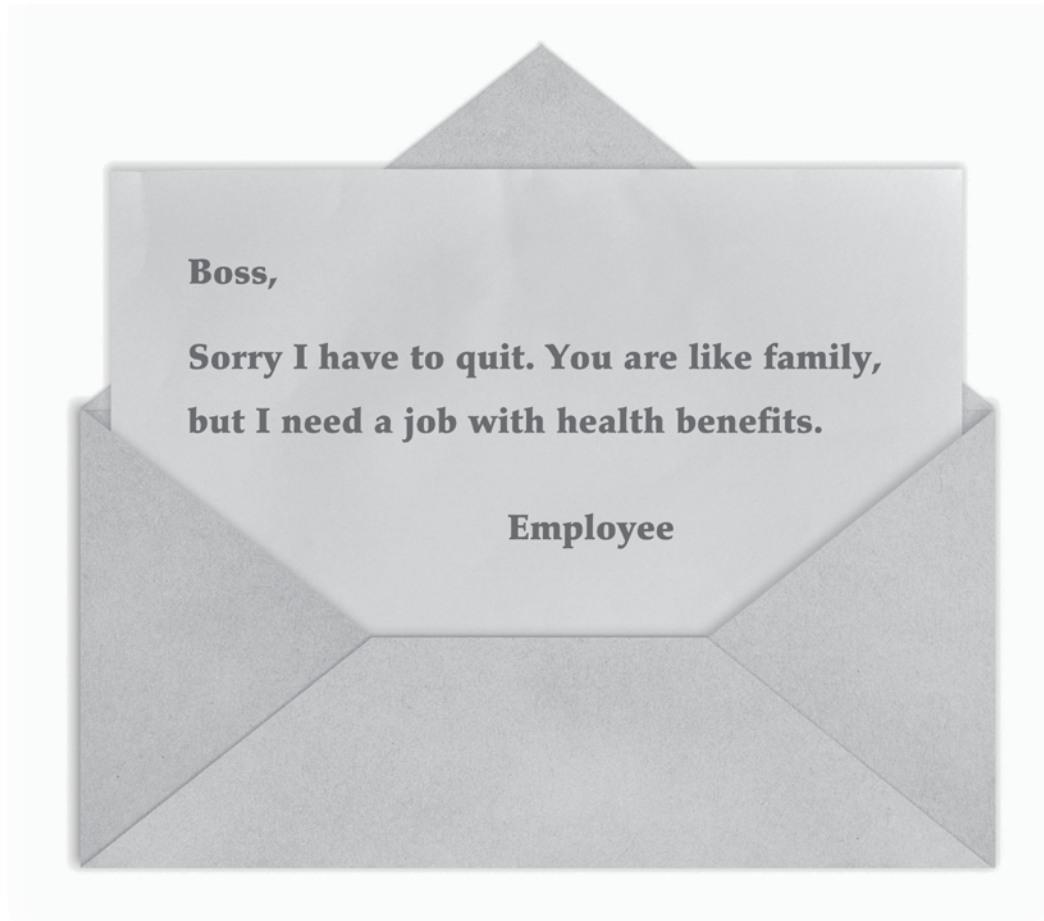 Boss,
Sorry I have to quit. You are like family,
but I need a job with health benefits.
Employee